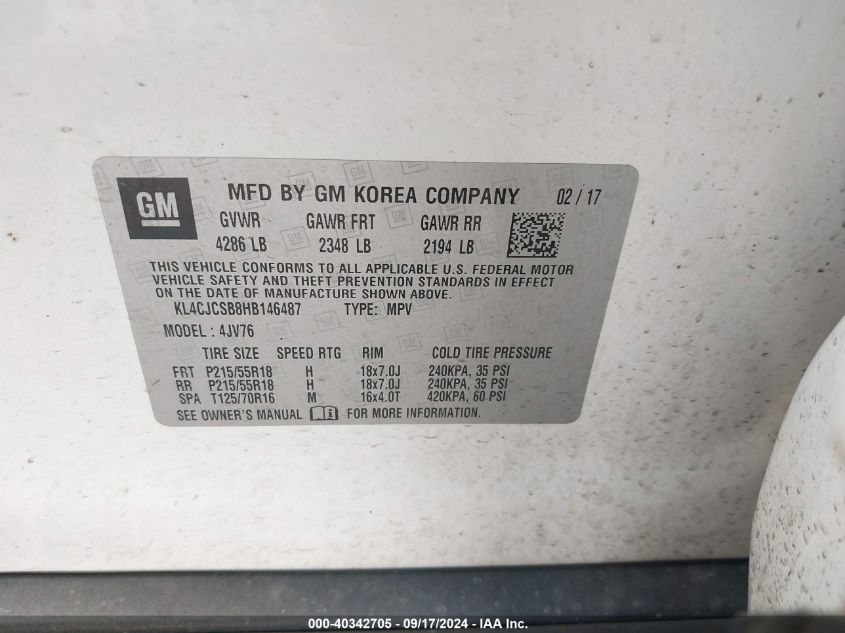 GM MFD BY GM KOREA COMPANY 02 / 17
GVWR GAWR FRT GAWR RR
4286 LB 2348 LB 2194 LB
THIS VEHICLE CONFORMS TO ALL APPLICABLE U.S. FEDERAL MOTOR
VEHICLE SAFETY AND THEFT PREVENTION STANDARDS IN EFFECT
ON THE DATE OF MANUFACTURE SHOWN ABOVE.
KL4CJCSB8HB146487 TYPE: MPV
MODEL : 4JV76
TIRE SIZE SPEED RTG RIM COLD TIRE PRESSURE
FRT P215/55R18 H 18x7.0J 240KPA, 35 PSI
RR P215/55R18 H 18x7.0J 240KPA, 35 PSI
SPA T125/70R16 M 16x4.0T 420KPA, 60 PSI
SEE OWNER'S MANUAL i FOR MORE INFORMATION.
000-40342705 - 09/17/2024 - IAA Inc.